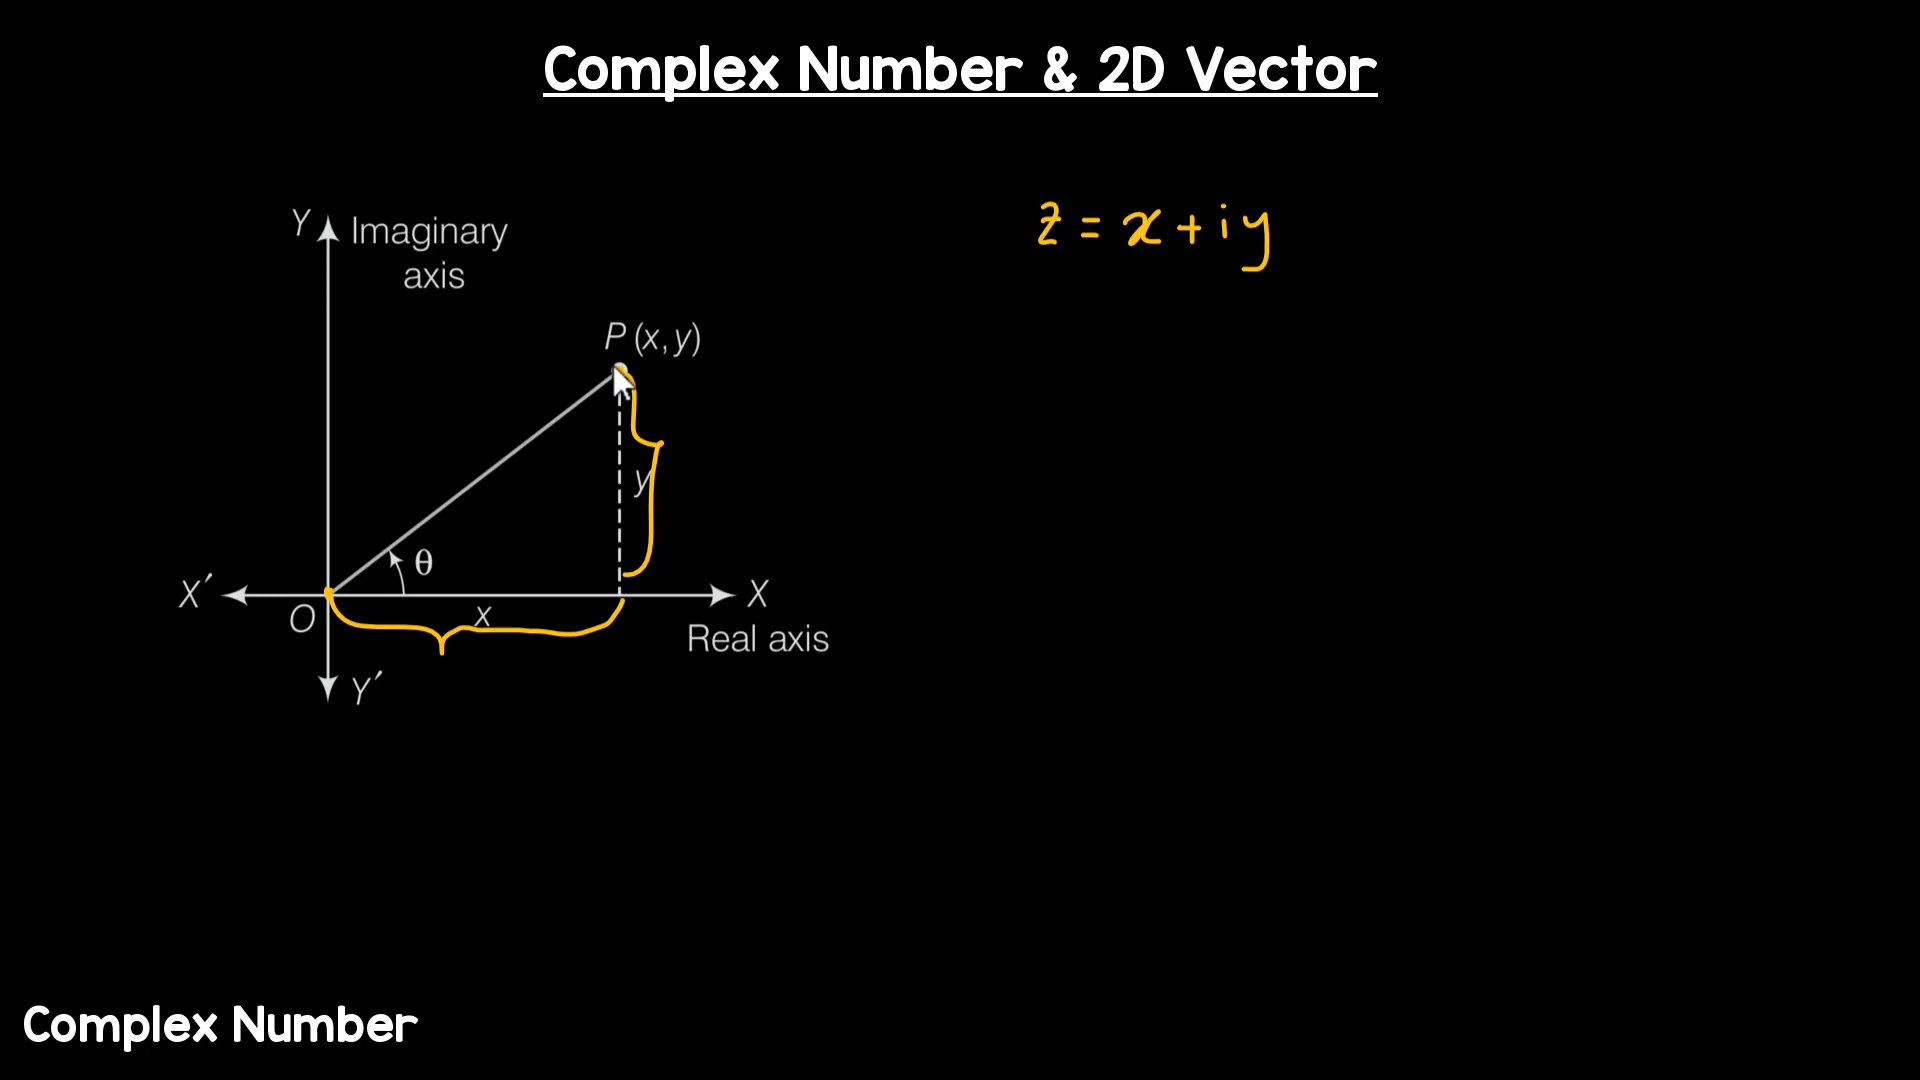 Complex Number & 2D Vector
z = x + iy
Y Imaginary
axis
P (x, y)
y
θ
X′ X
O x
Real axis
Y′
Complex Number